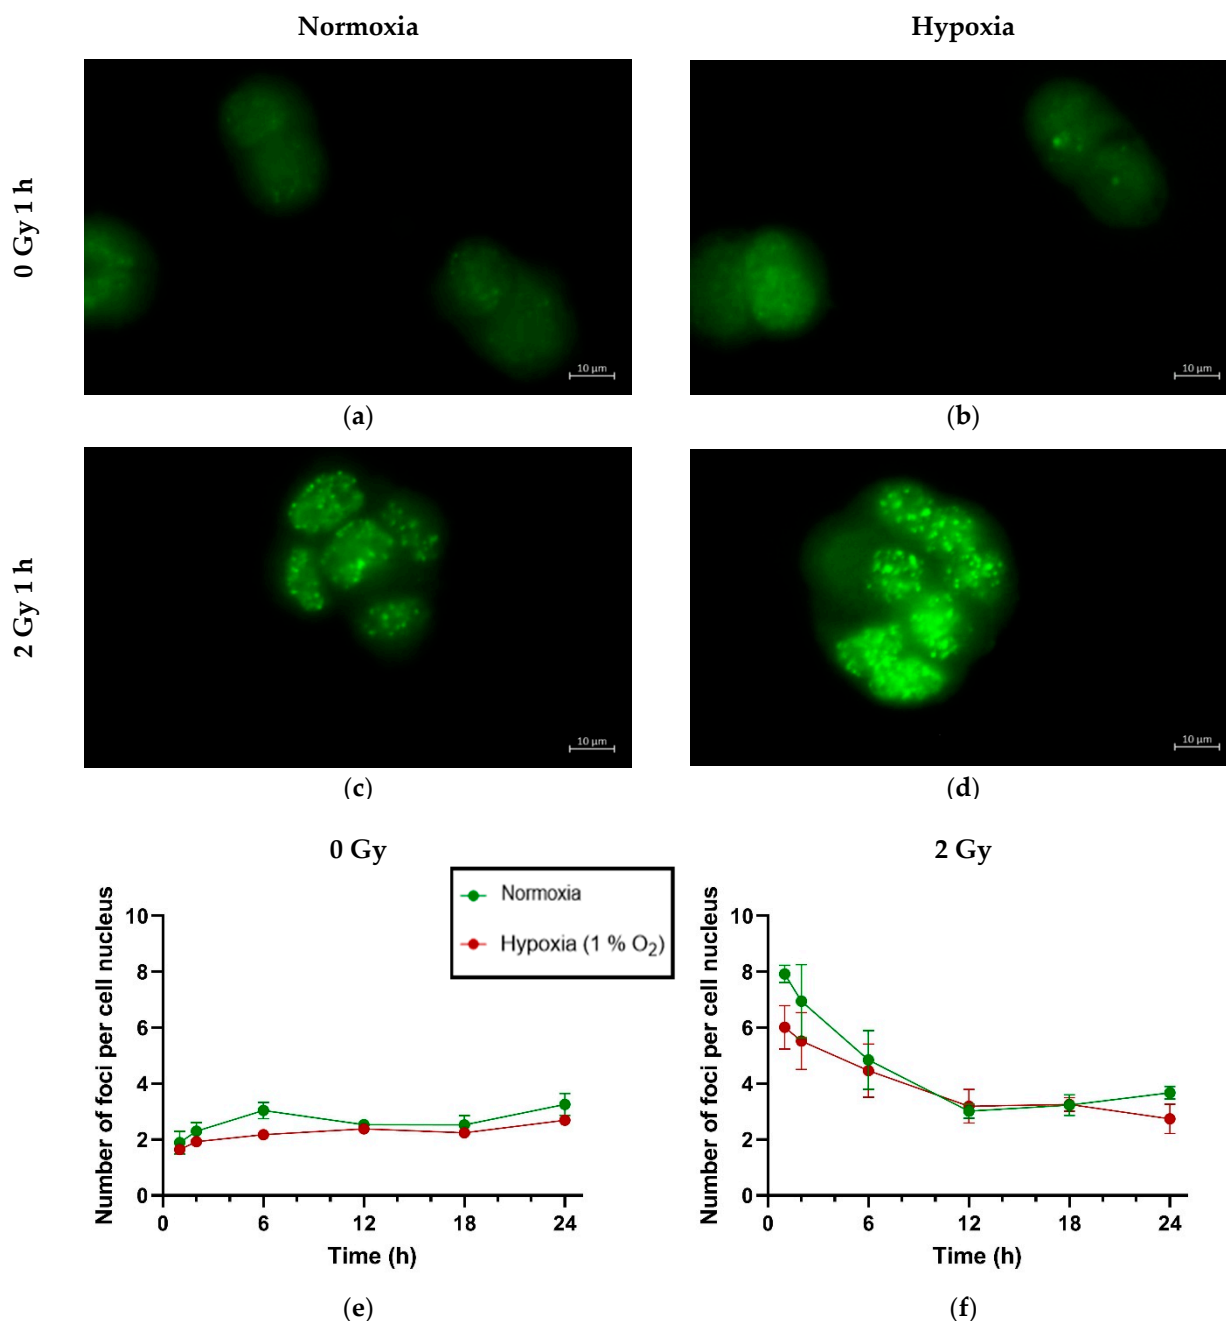 Normoxia
Hypoxia
0 Gy 1 h
10 µm
10 µm
(a)
(b)
2 Gy 1 h
10 µm
10 µm
(c)
(d)
0 Gy
2 Gy
Normoxia
Hypoxia (1 % O₂)
Number of foci per cell nucleus
10
8
6
4
2
0
0
6
12
18
24
Time (h)
Number of foci per cell nucleus
10
8
6
4
2
0
0
6
12
18
24
Time (h)
(e)
(f)